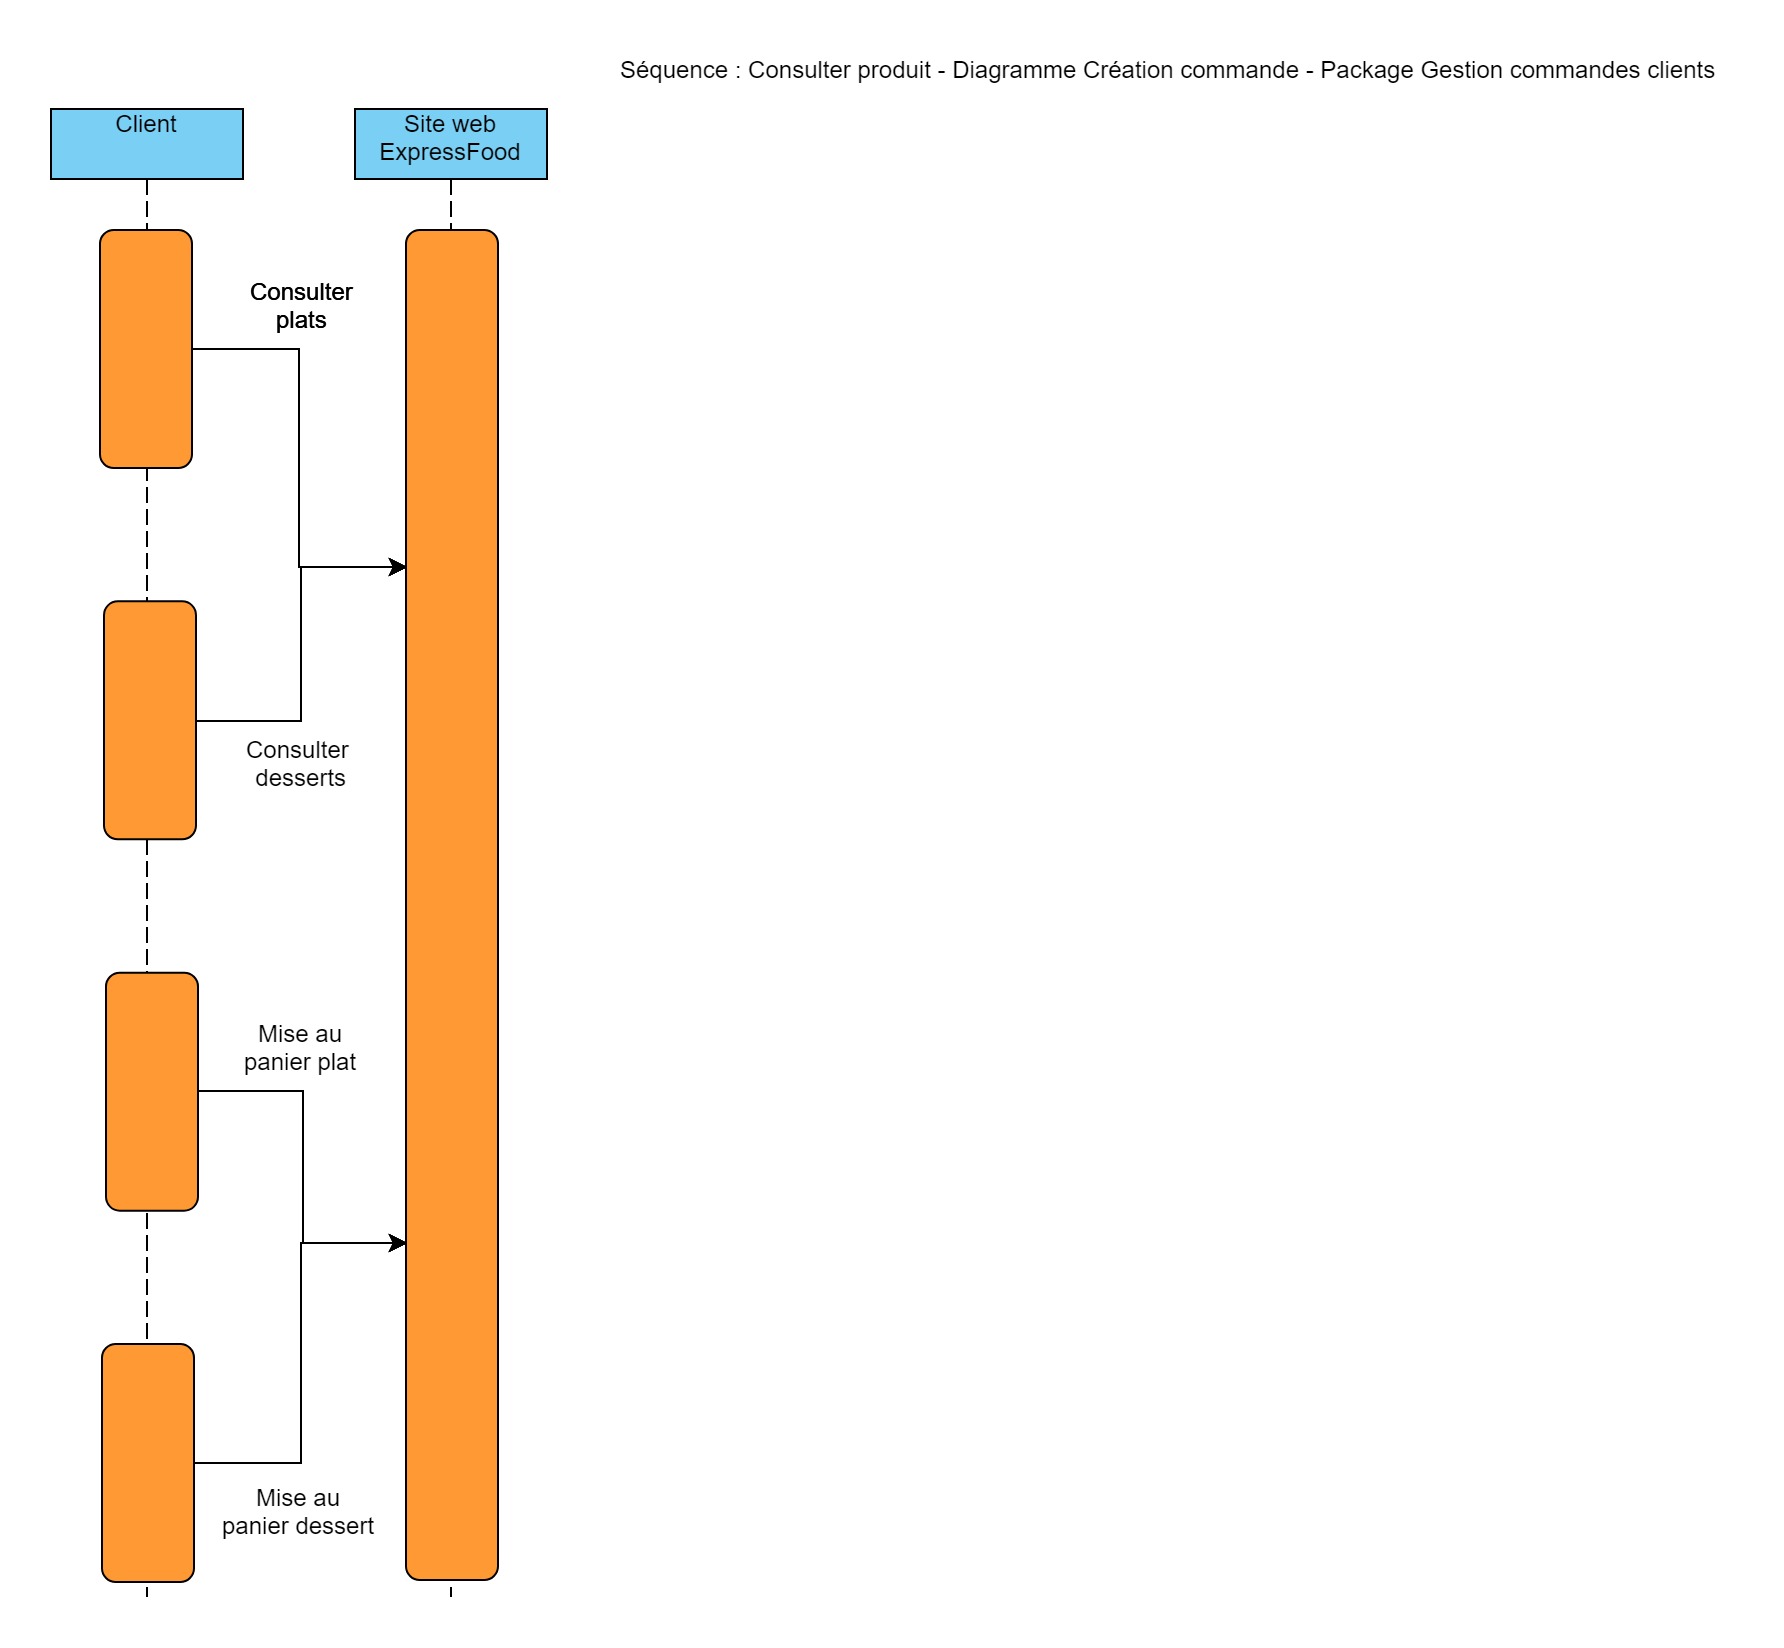 Séquence : Consulter produit - Diagramme Création commande - Package Gestion commandes clients
Client
Site web
ExpressFood
Consulter
plats
Consulter
desserts
Mise au
panier plat
Mise au
panier dessert